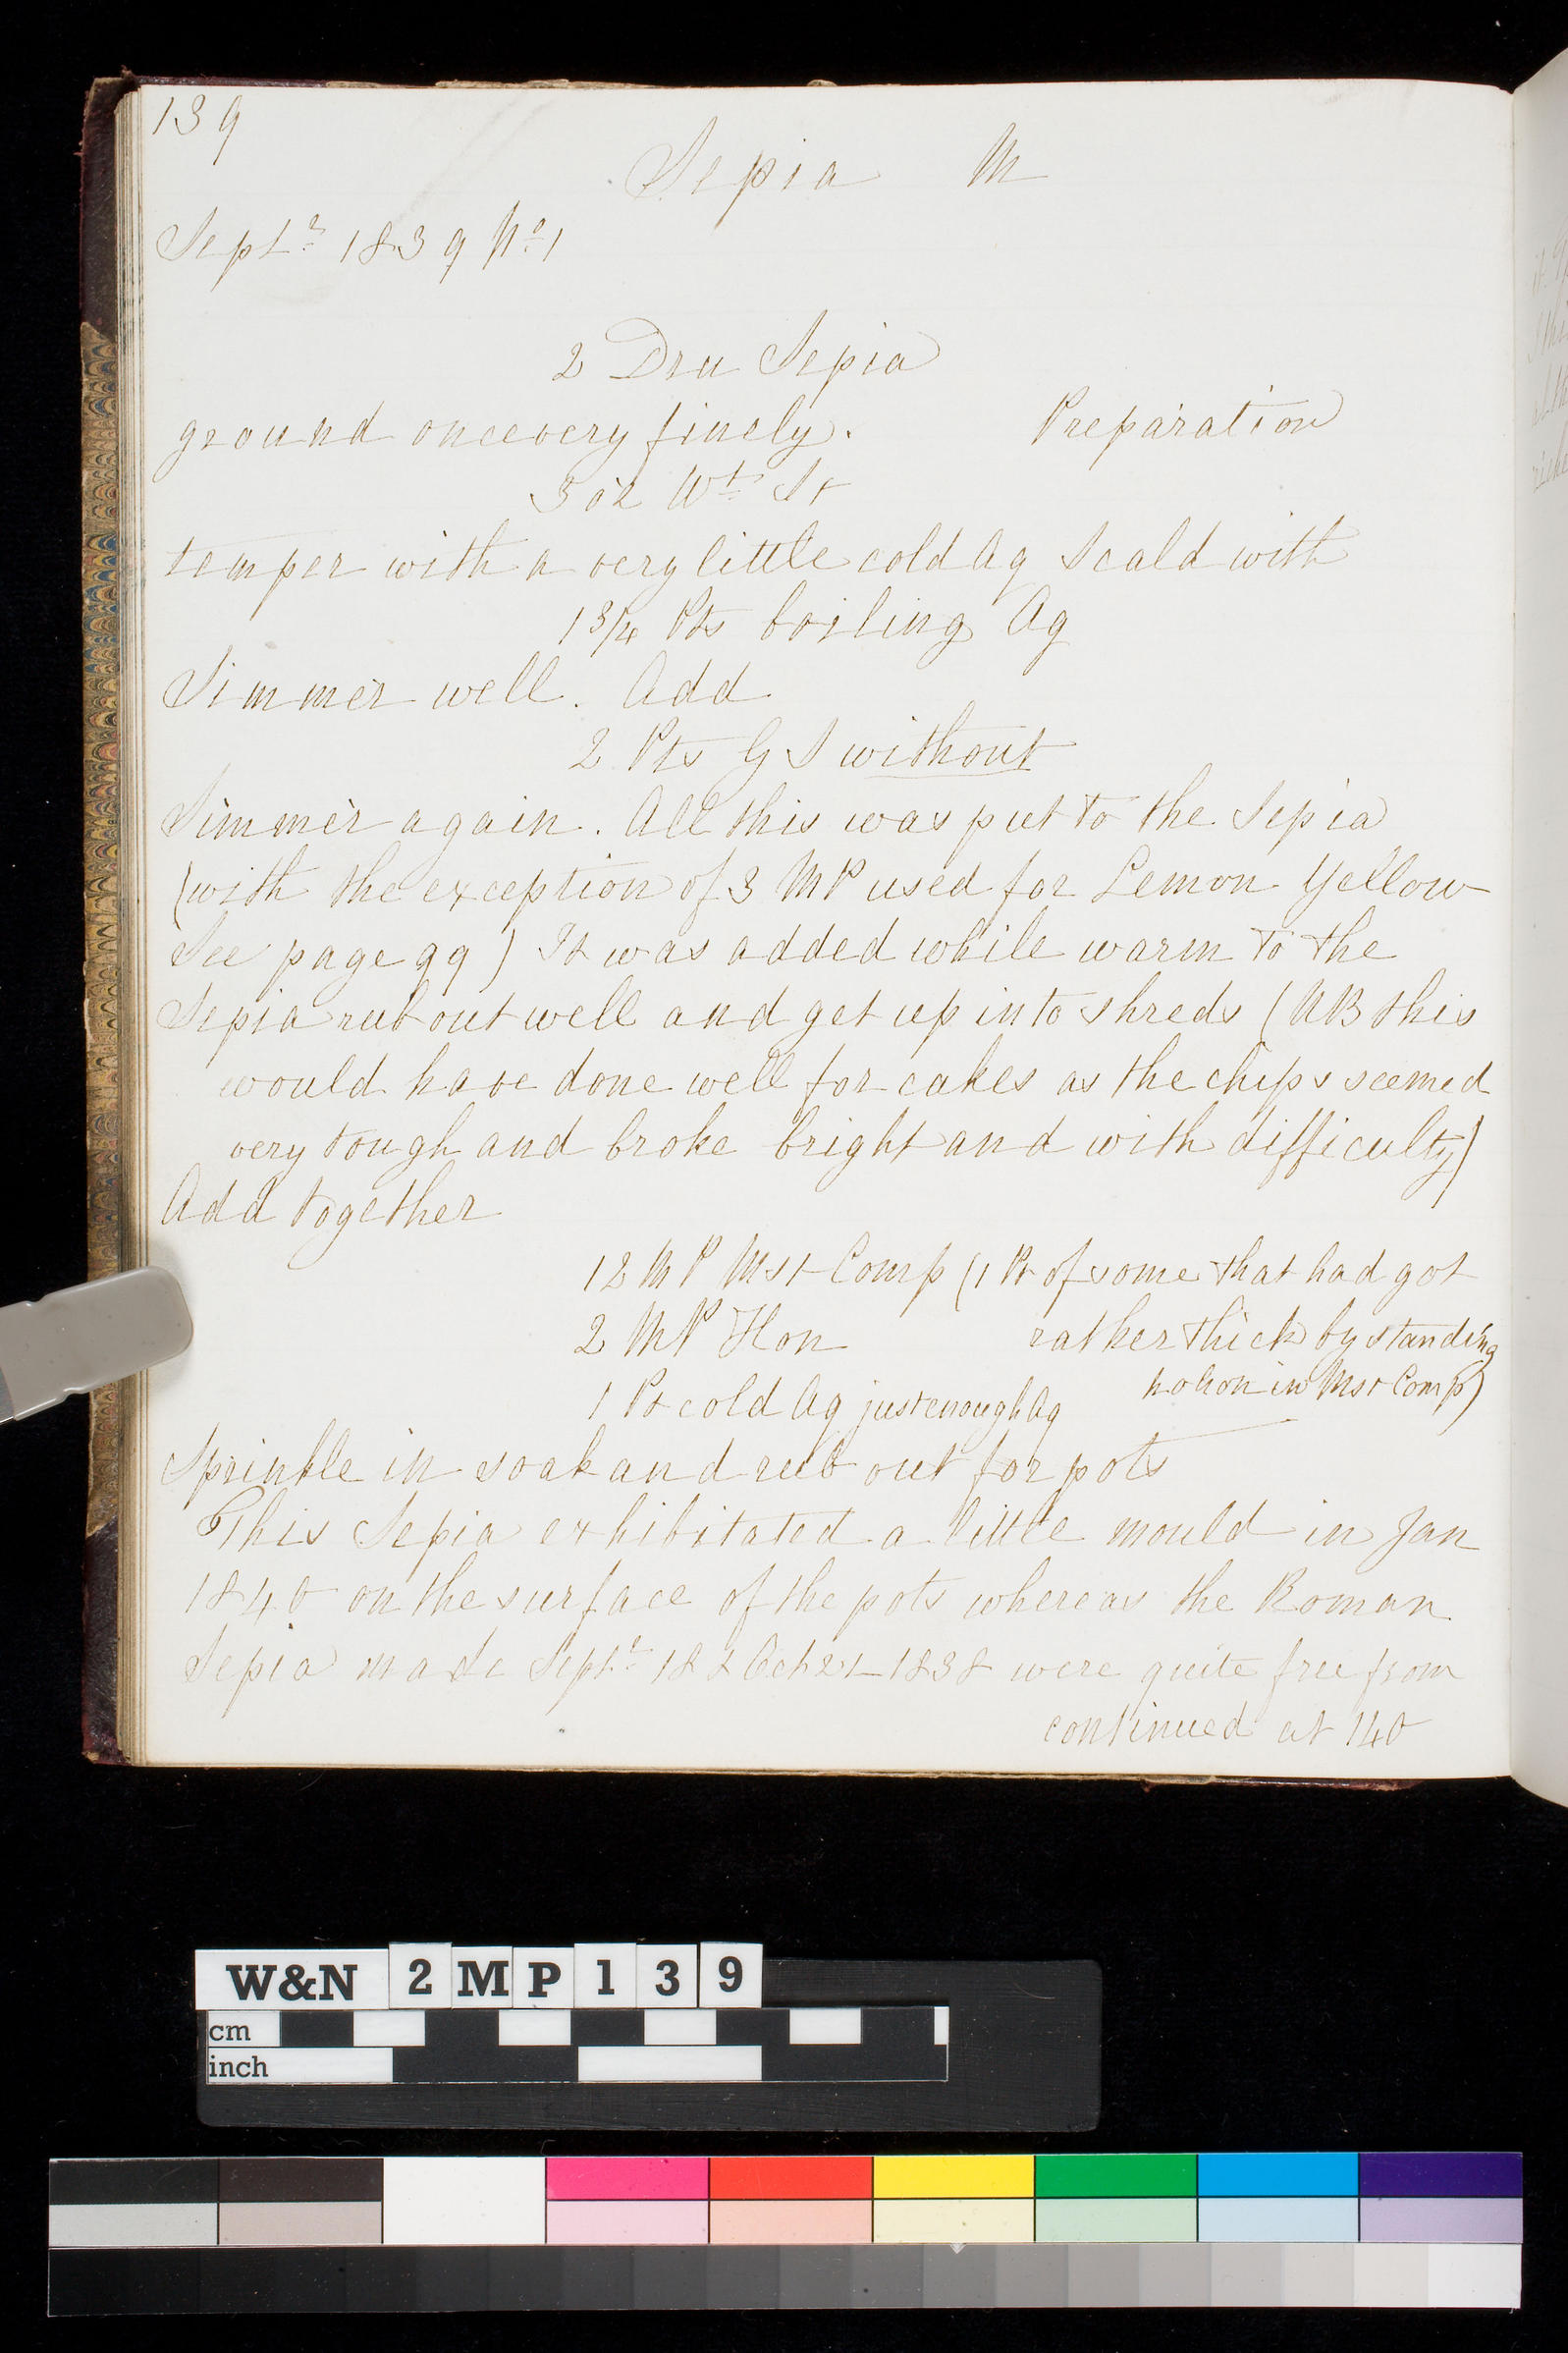 139
Sepia M
Septr 1839 No 1
2 Dru Sepia
ground once very finely. Preparation
3 oz Wt St
temper with a very little cold Aq Scald with
1 3/4 Pts boiling Aq
Simmer well. Add
2 Pts G S without
Simmer again. All this was put to the Sepia
(with the exception of 3 MP used for Lemon Yellow
See page 99) It was added while warm to the
Sepia rub out well and get up into shreds (NB this
would have done well for cakes as the chips seemed
very tough and broke bright and with difficulty)
Add together
12 MP Mst Comp (1 Pt of some that had got
2 MP Hon rather thick by standing
no hon in Mst Comp)
1 Pt cold Aq just enough Aq
Sprinkle in soak and rub out for pots
This Sepia exhibitated a little mould in Jan
1840 on the surface of the pots whereas the Roman
Sepia made Septr 18 & Oct 21 1838 were quite free from
continued at 140
W&N 2MP139
cm
inch